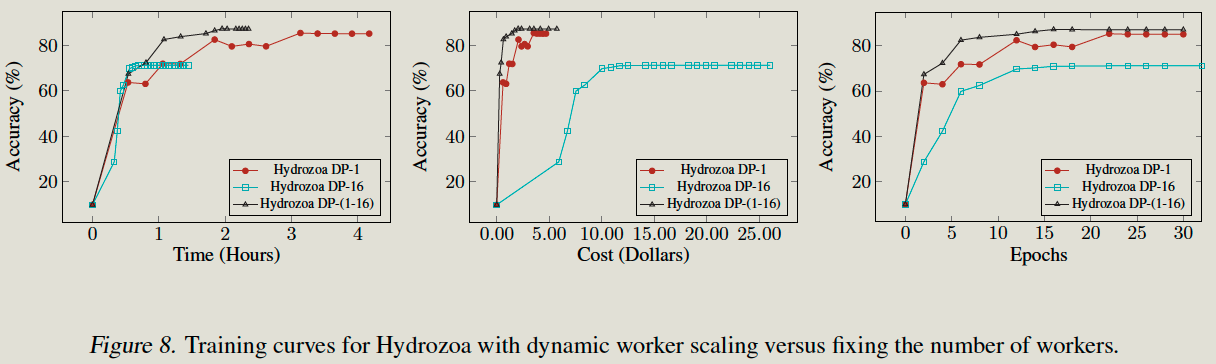 Accuracy (%)
80
60
40
20
0
1
2
3
4
Time (Hours)
Hydrozoa DP-1
Hydrozoa DP-16
Hydrozoa DP-(1-16)
Accuracy (%)
80
60
40
20
0.00
5.00
10.00
15.00
20.00
25.00
Cost (Dollars)
Hydrozoa DP-1
Hydrozoa DP-16
Hydrozoa DP-(1-16)
Accuracy (%)
80
60
40
20
0
5
10
15
20
25
30
Epochs
Hydrozoa DP-1
Hydrozoa DP-16
Hydrozoa DP-(1-16)
Figure 8. Training curves for Hydrozoa with dynamic worker scaling versus fixing the number of workers.